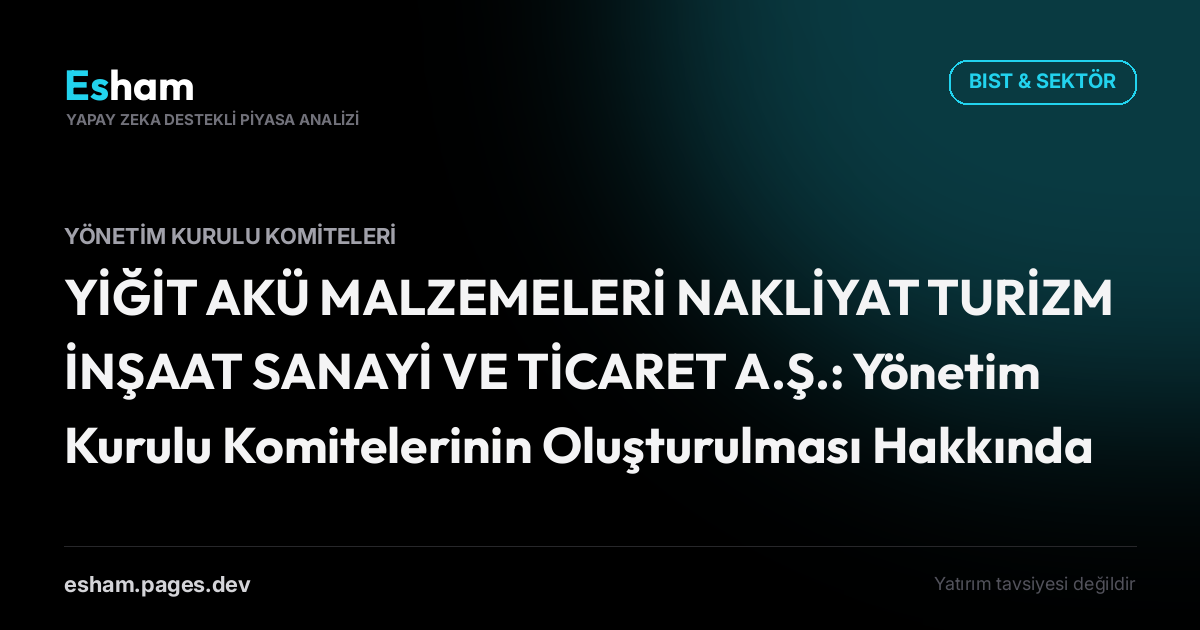 Esham
BIST & SEKTÖR
YAPAY ZEKA DESTEKLİ PİYASA ANALİZİ
YÖNETİM KURULU KOMİTELERİ
YİĞİT AKÜ MALZEMELERİ NAKLİYAT TURİZM
İNŞAAT SANAYİ VE TİCARET A.Ş.: Yönetim
Kurulu Komitelerinin Oluşturulması Hakkında
esham.pages.dev
Yatırım tavsiyesi değildir